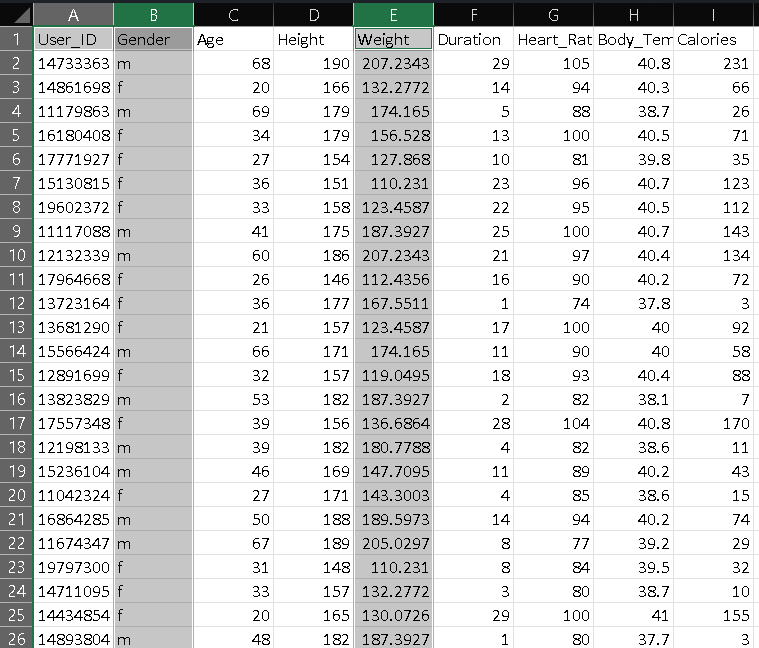 A B C D E F G H I
1 User_ID Gender Age Height Weight Duration Heart_Rat Body_Tem Calories
2 14733363 m 68 190 207.2343 29 105 40.8 231
3 14861698 f 20 166 132.2772 14 94 40.3 66
4 11179863 m 69 179 174.165 5 88 38.7 26
5 16180408 f 34 179 156.528 13 100 40.5 71
6 17771927 f 27 154 127.868 10 81 39.8 35
7 15130815 f 36 151 110.231 23 96 40.7 123
8 19602372 f 33 158 123.4587 22 95 40.5 112
9 11117088 m 41 175 187.3927 25 100 40.7 143
10 12132339 m 60 186 207.2343 21 97 40.4 134
11 17964668 f 26 146 112.4356 16 90 40.2 72
12 13723164 f 36 177 167.5511 1 74 37.8 3
13 13681290 f 21 157 123.4587 17 100 40 92
14 15566424 m 66 171 174.165 11 90 40 58
15 12891699 f 32 157 119.0495 18 93 40.4 88
16 13823829 m 53 182 187.3927 2 82 38.1 7
17 17557348 f 39 156 136.6864 28 104 40.8 170
18 12198133 m 39 182 180.7788 4 82 38.6 11
19 15236104 m 46 169 147.7095 11 89 40.2 43
20 11042324 f 27 171 143.3003 4 85 38.6 15
21 16864285 m 50 188 189.5973 14 94 40.2 74
22 11674347 m 67 189 205.0297 8 77 39.2 29
23 19797300 f 31 148 110.231 8 84 39.5 32
24 14711095 f 33 157 132.2772 3 80 38.7 10
25 14434854 f 20 165 130.0726 29 100 41 155
26 14893804 m 48 182 187.3927 1 80 37.7 3